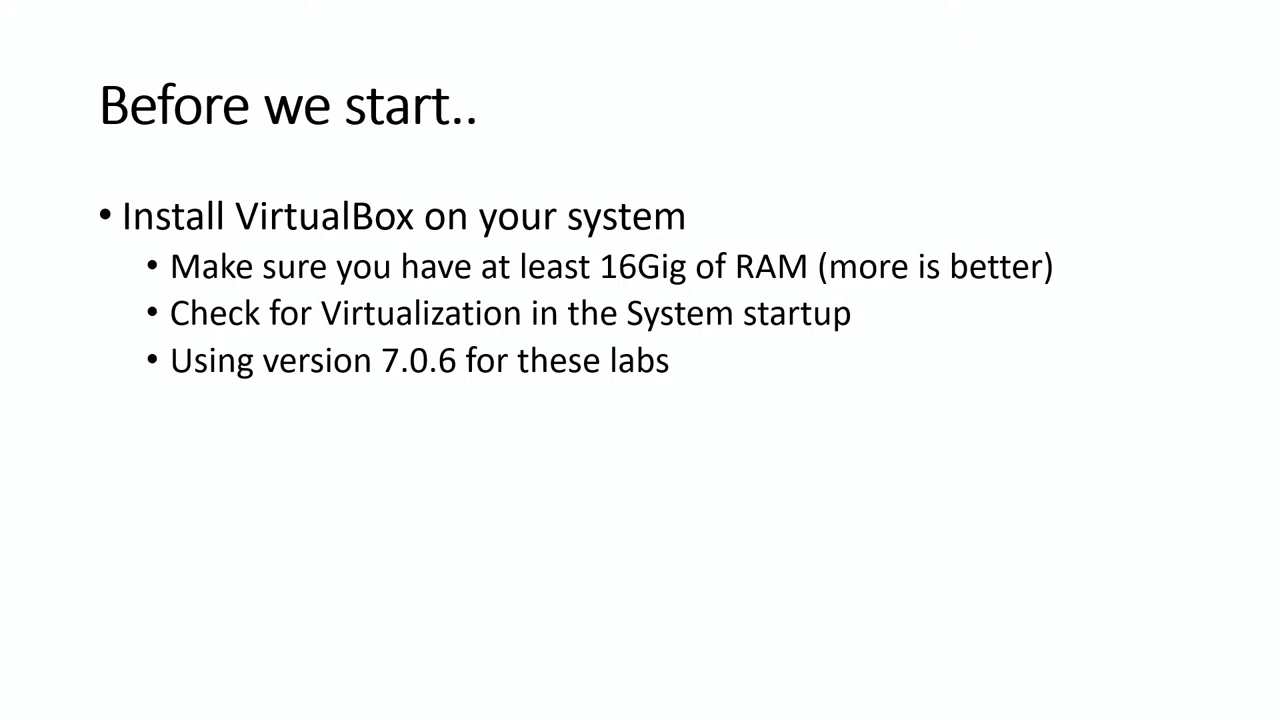 Before we start..
• Install VirtualBox on your system
• Make sure you have at least 16Gig of RAM (more is better)
• Check for Virtualization in the System startup
• Using version 7.0.6 for these labs